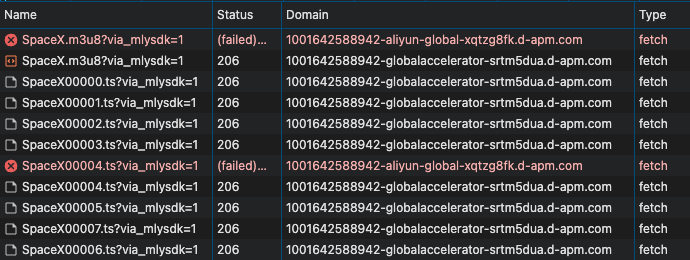 Name Status Domain Type
SpaceX.m3u8?via_mlysdk=1 (failed)... 1001642588942-aliyun-global-xqtzg8fk.d-apm.com fetch
SpaceX.m3u8?via_mlysdk=1 206 1001642588942-globalaccelerator-srtm5dua.d-apm.com fetch
SpaceX00000.ts?via_mlysdk=1 206 1001642588942-globalaccelerator-srtm5dua.d-apm.com fetch
SpaceX00001.ts?via_mlysdk=1 206 1001642588942-globalaccelerator-srtm5dua.d-apm.com fetch
SpaceX00002.ts?via_mlysdk=1 206 1001642588942-globalaccelerator-srtm5dua.d-apm.com fetch
SpaceX00003.ts?via_mlysdk=1 206 1001642588942-globalaccelerator-srtm5dua.d-apm.com fetch
SpaceX00004.ts?via_mlysdk=1 (failed)... 1001642588942-aliyun-global-xqtzg8fk.d-apm.com fetch
SpaceX00004.ts?via_mlysdk=1 206 1001642588942-globalaccelerator-srtm5dua.d-apm.com fetch
SpaceX00005.ts?via_mlysdk=1 206 1001642588942-globalaccelerator-srtm5dua.d-apm.com fetch
SpaceX00007.ts?via_mlysdk=1 206 1001642588942-globalaccelerator-srtm5dua.d-apm.com fetch
SpaceX00006.ts?via_mlysdk=1 206 1001642588942-globalaccelerator-srtm5dua.d-apm.com fetch